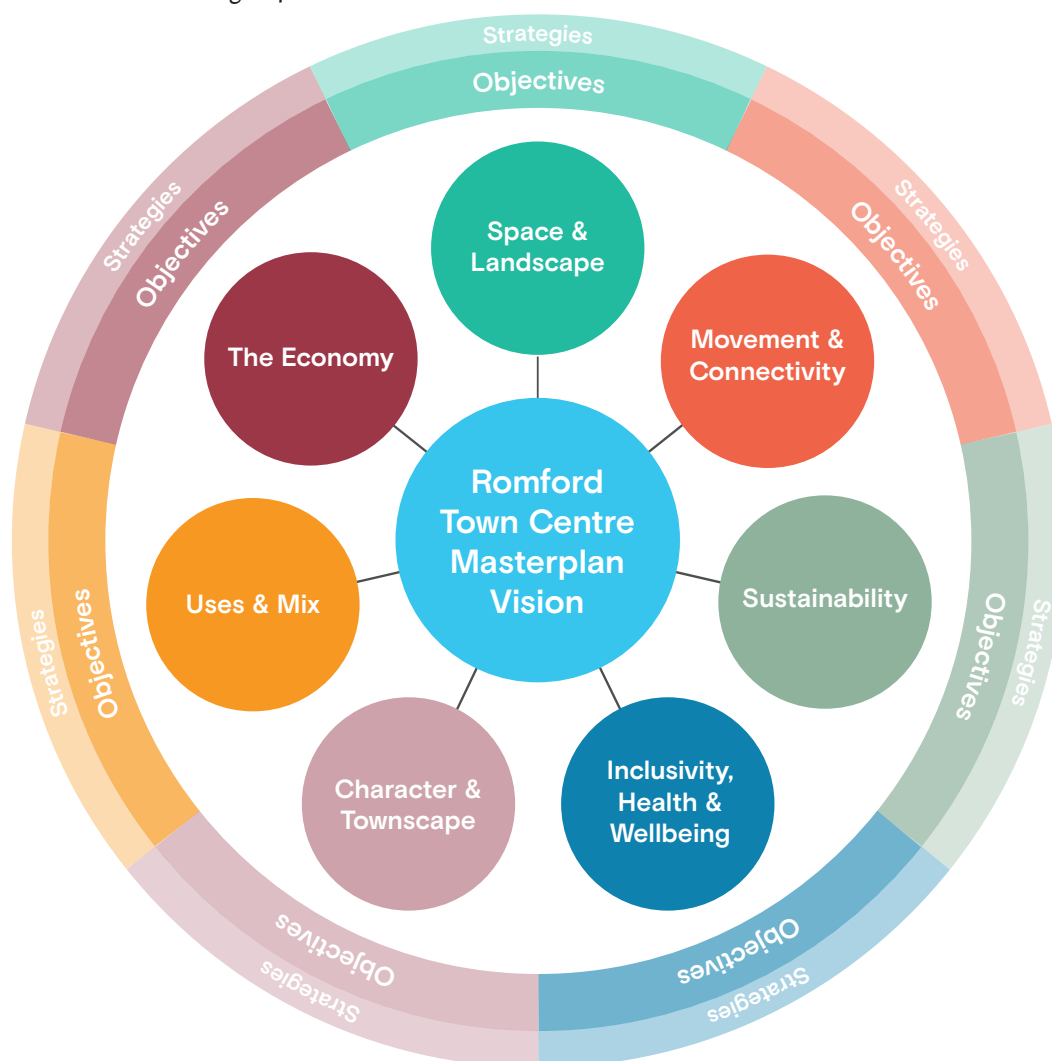 Strategies
Objectives
Strategies
Objectives
Strategies
Objectives
Space &
Landscape
The Economy
Movement &
Connectivity
Romford
Town Centre
Masterplan
Vision
Uses & Mix
Sustainability
Character &
Townscape
Inclusivity,
Health &
Wellbeing
Strategies
Objectives
Objectives
Strategies
Objectives
Strategies
Objectives
Strategies